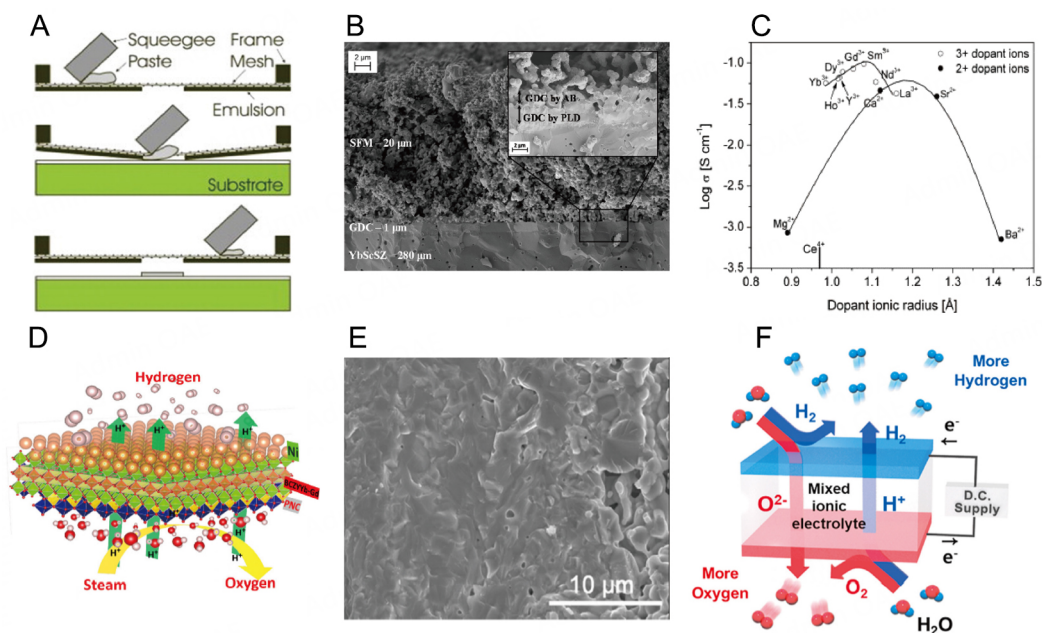 A
Squeegee
Paste
Frame
Mesh
Emulsion
Substrate
B
2 µm
GDC by AB
GDC by PLD
2 µm
SFM – 20 µm
GDC – 1 µm
YbScSZ – 280 µm
C
Log σ [S cm⁻¹]
-1.0
-1.5
-2.0
-2.5
-3.0
-3.5
0.8
0.9
1.0
1.1
1.2
1.3
1.4
1.5
Dopant ionic radius [Å]
3+ dopant ions
2+ dopant ions
Yb³⁺
Dy³⁺
Gd³⁺
Sm³⁺
Ho³⁺
Y³⁺
Nd³⁺
Ca²⁺
La³⁺
Sr²⁺
Mg²⁺
Ce⁴⁺
Ba²⁺
D
Hydrogen
H⁺
H⁺
H⁺
Ni
BCZYYb-Gd
PNC
H⁺
H⁺
H⁺
H⁺
Steam
Oxygen
E
10 µm
F
More
Hydrogen
H₂
H₂
e⁻
O²⁻
Mixed
ionic
electrolyte
H⁺
D.C.
Supply
e⁻
More
Oxygen
O₂
H₂O